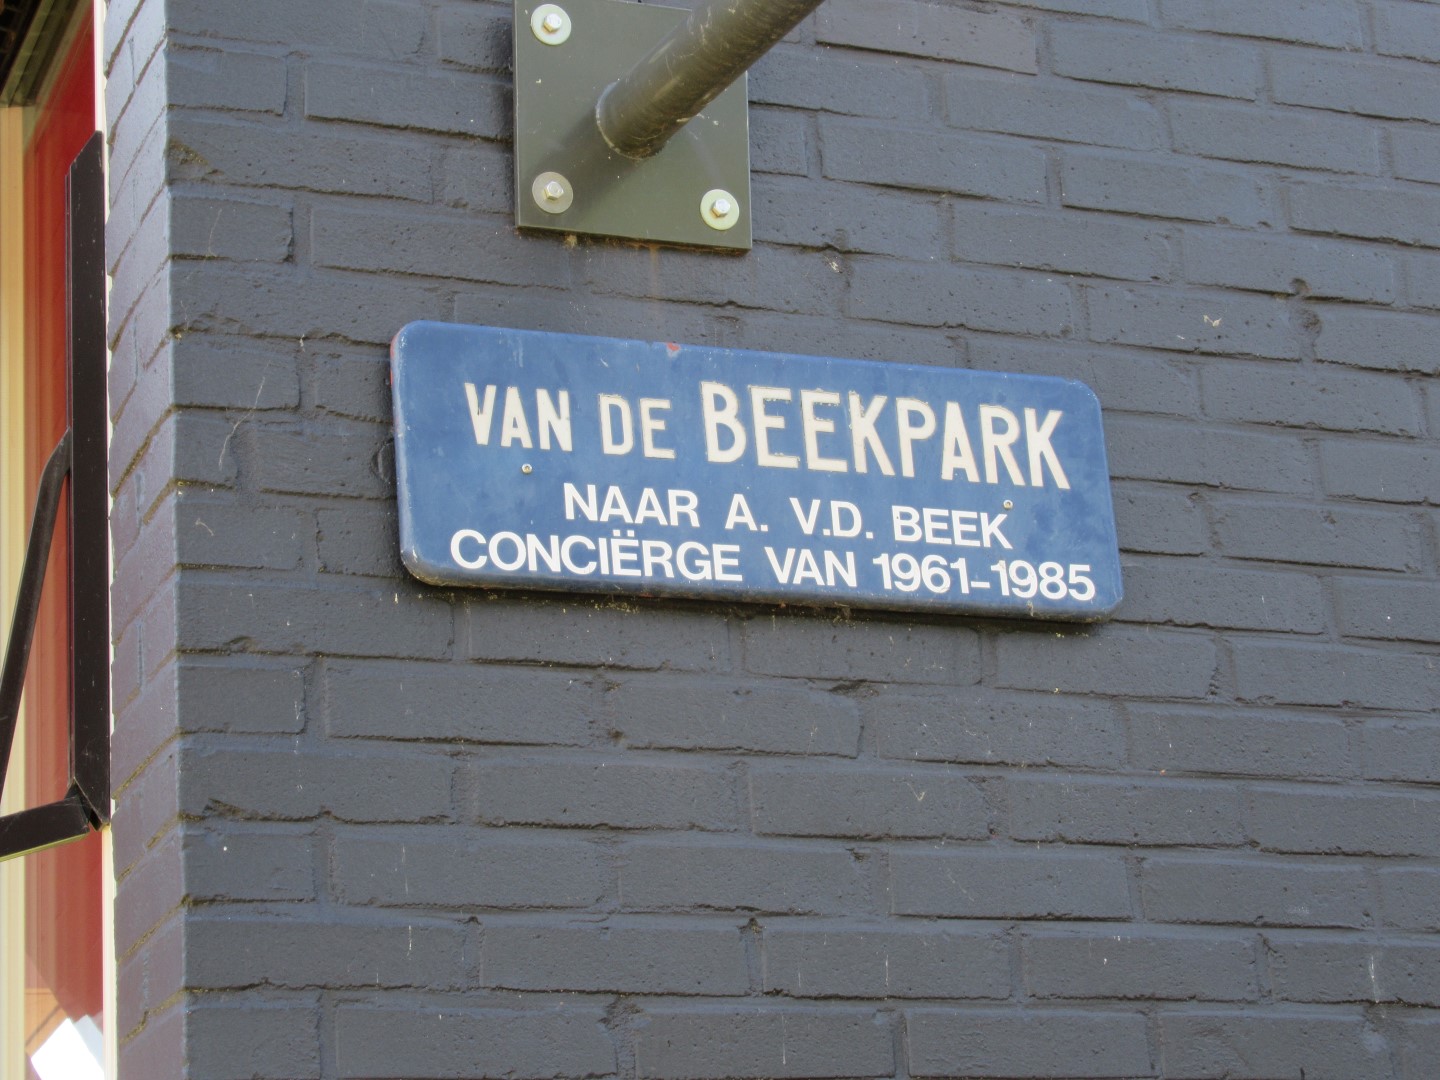 VAN DE BEEKPARK
NAAR A. V.D. BEEK
CONCIËRGE VAN 1961-1985